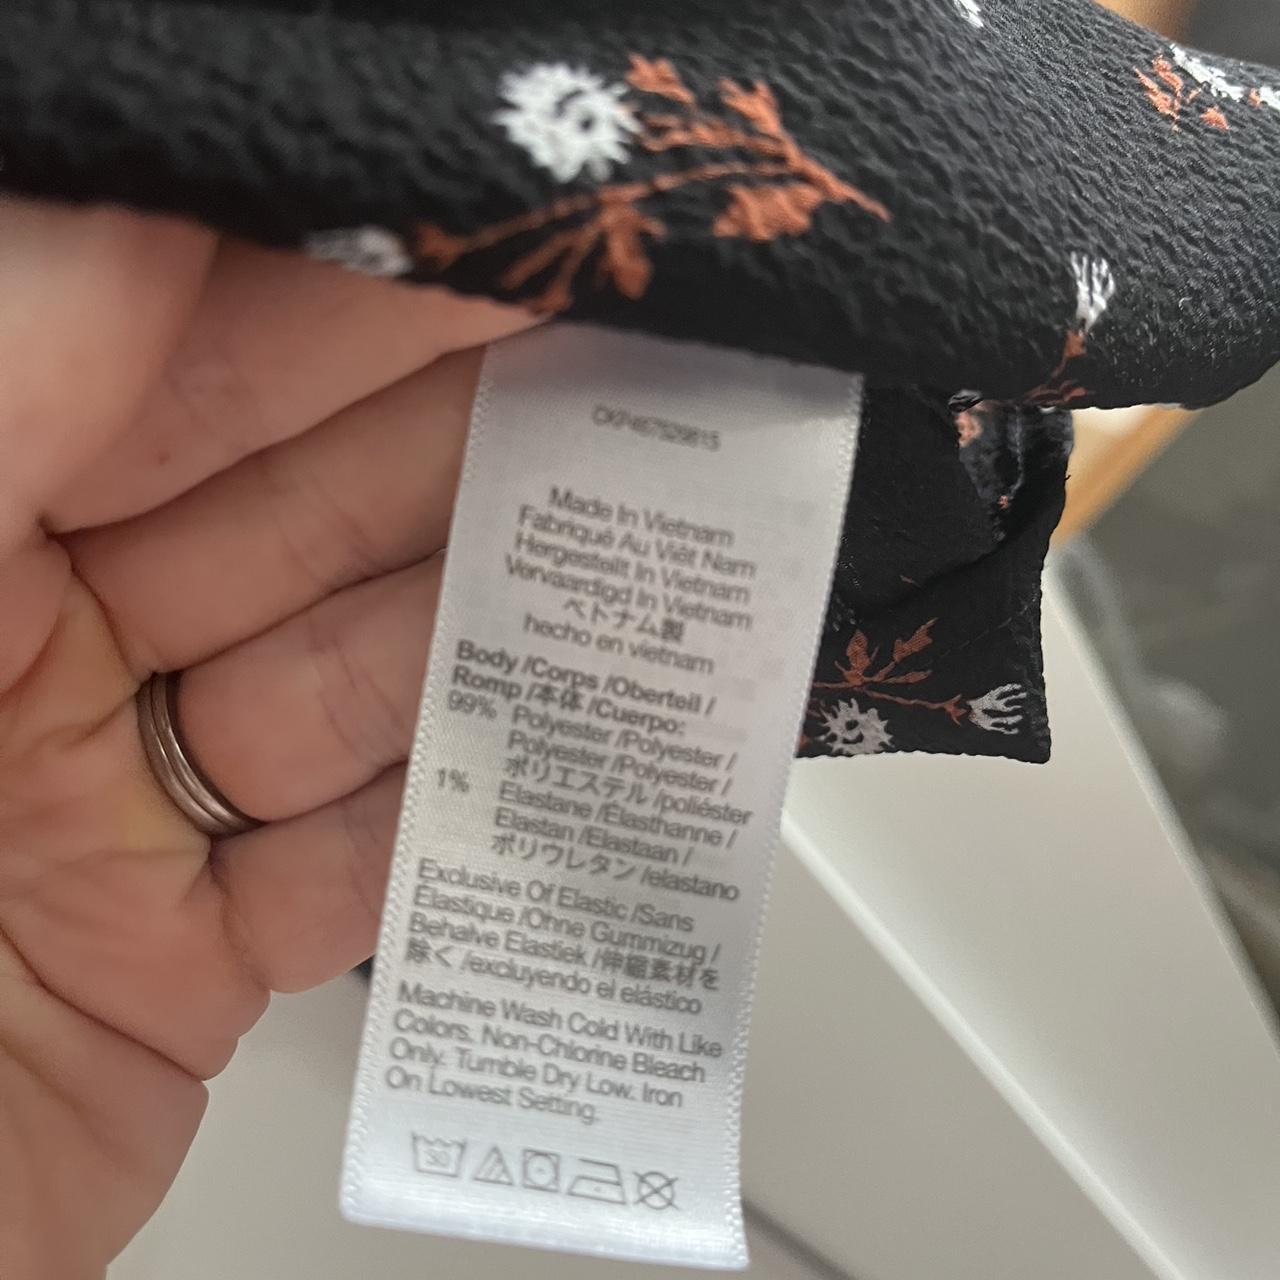 Made In Vietnam
Fabriqué Au Viêt Nam
Hergestellt In Vietnam
Vervaardigd In Vietnam
ベトナム製
hecho en vietnam
Body /Corps /Oberteil /
Romp /本体 /Cuerpo:
99% Polyester /Polyester /
Polyester /Polyester /
ポリエステル /poliéster
1% Elastane /Élasthanne /
Elastan /Elastaan /
ポリウレタン /elastano
Exclusive Of Elastic /Sans
Élastique /Ohne Gummizug /
Behalve Elastiek /伸縮素材を
除く /excluyendo el elástico
Machine Wash Cold With Like
Colors. Non-Chlorine Bleach
Only. Tumble Dry Low. Iron
On Lowest Setting.
30